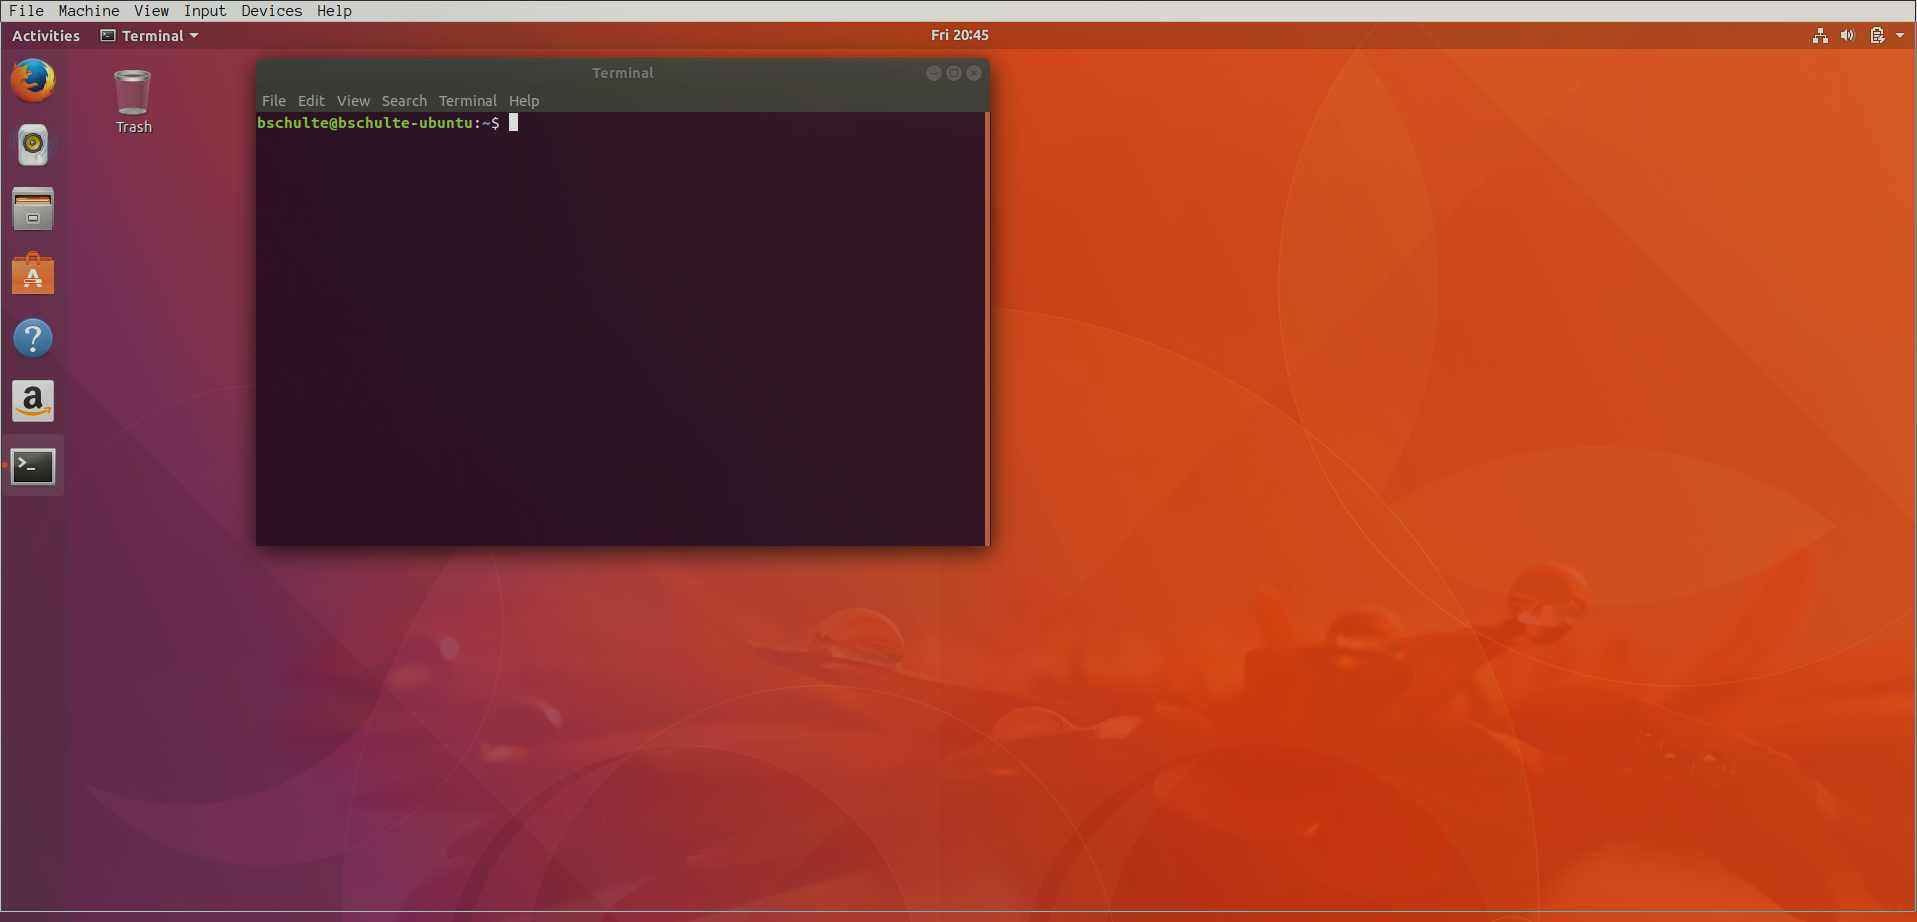 File Machine View Input Devices Help
Activities Terminal Fri 20:45
Trash
Terminal
File Edit View Search Terminal Help
bschulte@bschulte-ubuntu:~$
A
?
a
>_